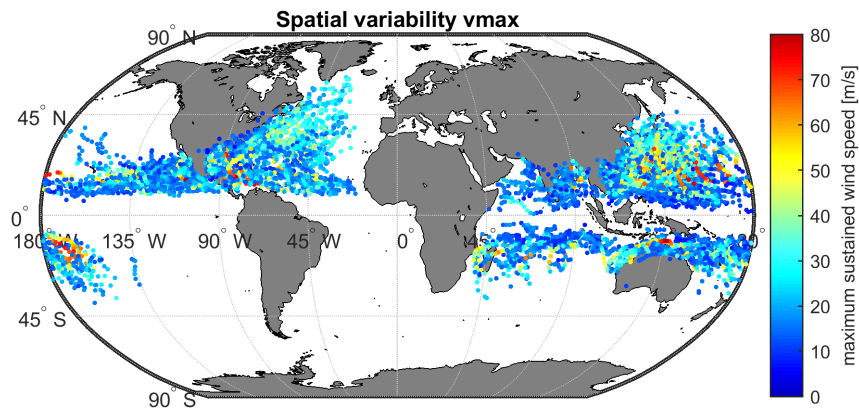 Spatial variability vmax
90° N
45° N
0°
180° W
135° W
90° W
45° W
0°
45° E
45° S
90° S
80
70
60
50
40
30
20
10
0
maximum sustained wind speed [m/s]